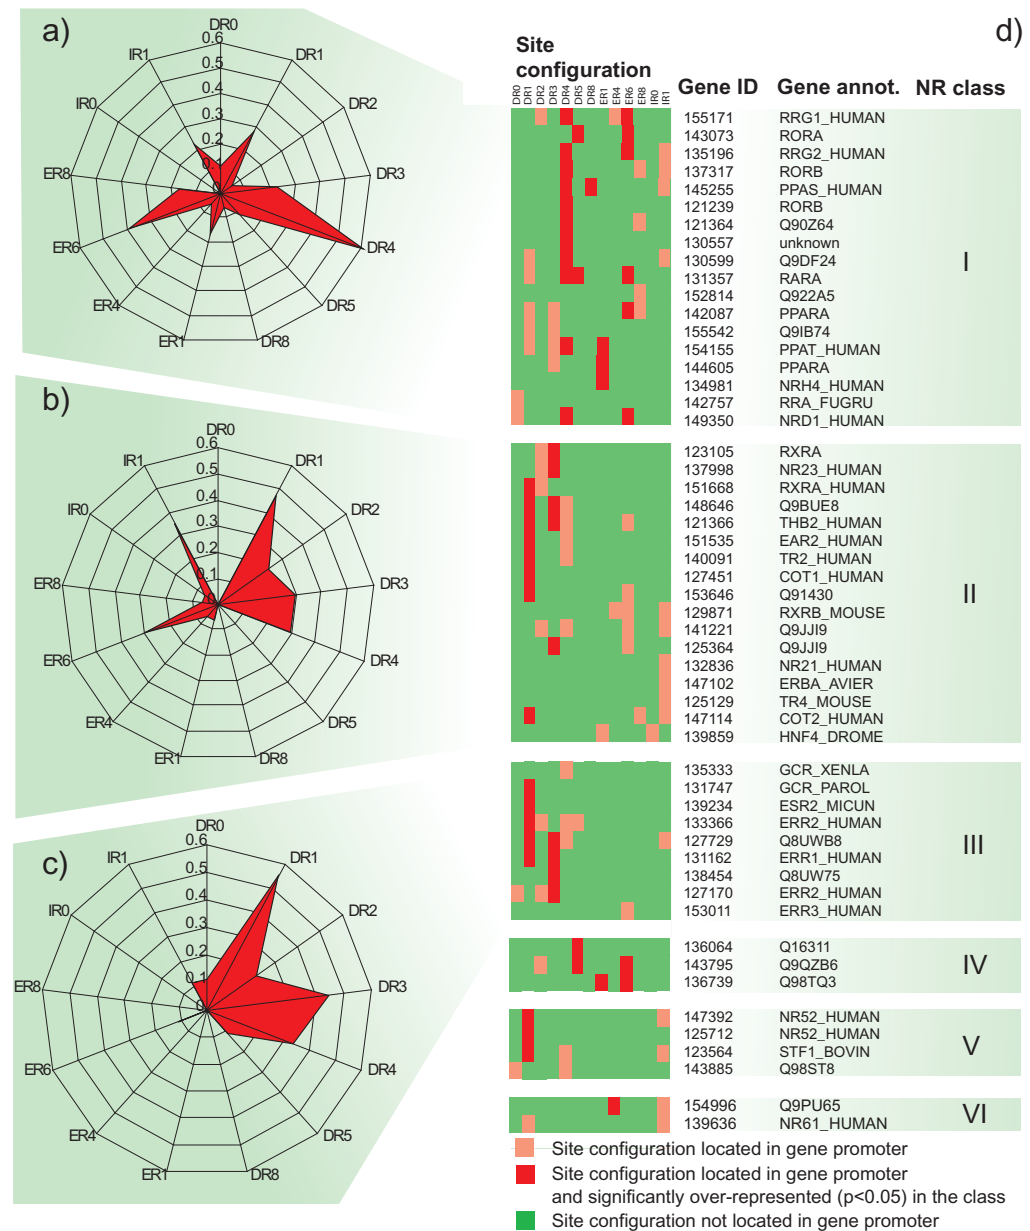 a)
DR0
DR1
DR2
DR3
DR4
DR5
DR8
ER1
ER4
ER6
ER8
IR0
IR1
0.6
0.5
0.4
0.3
0.2
0.1
0
b)
DR0
DR1
DR2
DR3
DR4
DR5
DR8
ER1
ER4
ER6
ER8
IR0
IR1
0.6
0.5
0.4
0.3
0.2
0.1
0
c)
DR0
DR1
DR2
DR3
DR4
DR5
DR8
ER1
ER4
ER6
ER8
IR0
IR1
0.6
0.5
0.4
0.3
0.2
0.1
0
d)
Site
configuration
DR0 DR1 DR2 DR3 DR4 DR5 DR8 ER1 ER4 ER6 ER8 IR0 IR1
Gene ID Gene annot. NR class
155171 RRG1_HUMAN
143073 RORA
135196 RRG2_HUMAN
137317 RORB
145255 PPAS_HUMAN
121239 RORB
121364 Q90Z64
130557 unknown
130599 Q9DF24
I
131357 RARA
152814 Q922A5
142087 PPARA
155542 Q9IB74
154155 PPAT_HUMAN
144605 PPARA
134981 NRH4_HUMAN
142757 RRA_FUGRU
149350 NRD1_HUMAN
123105 RXRA
137998 NR23_HUMAN
151668 RXRA_HUMAN
148646 Q9BUE8
121366 THB2_HUMAN
151535 EAR2_HUMAN
140091 TR2_HUMAN
127451 COT1_HUMAN
153646 Q91430
II
129871 RXRB_MOUSE
141221 Q9JJI9
125364 Q9JJI9
132836 NR21_HUMAN
147102 ERBA_AVIER
125129 TR4_MOUSE
147114 COT2_HUMAN
139859 HNF4_DROME
135333 GCR_XENLA
131747 GCR_PAROL
139234 ESR2_MICUN
133366 ERR2_HUMAN
127729 Q8UWB8
III
131162 ERR1_HUMAN
138454 Q8UW75
127170 ERR2_HUMAN
153011 ERR3_HUMAN
136064 Q16311
143795 Q9QZB6 IV
136739 Q98TQ3
147392 NR52_HUMAN
125712 NR52_HUMAN
V
123564 STF1_BOVIN
143885 Q98ST8
154996 Q9PU65
VI
139636 NR61_HUMAN
Site configuration located in gene promoter
Site configuration located in gene promoter
and significantly over-represented (p<0.05) in the class
Site configuration not located in gene promoter